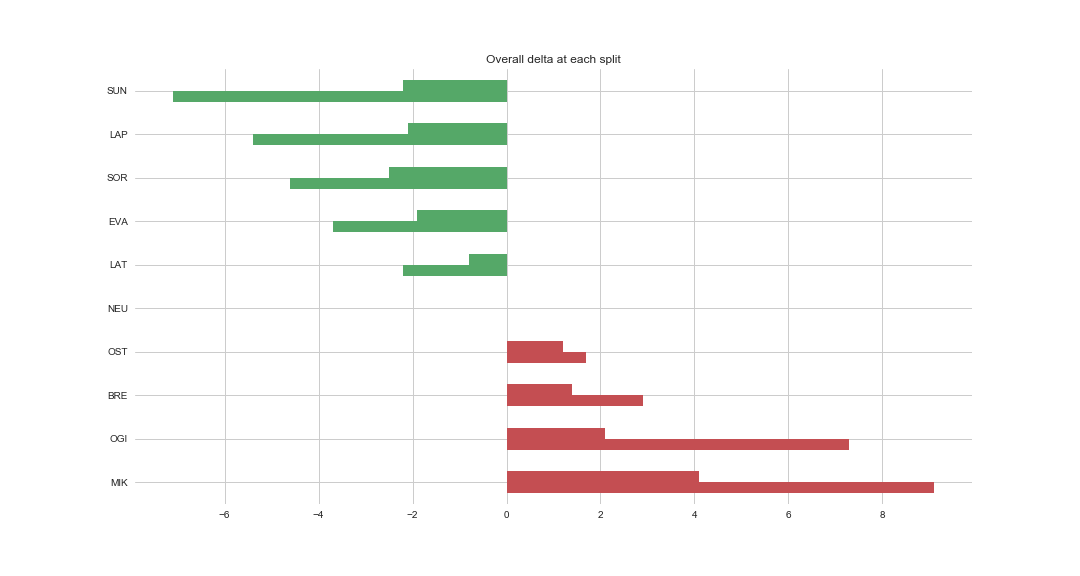 Overall delta at each split
SUN
LAP
SOR
EVA
LAT
NEU
OST
BRE
OGI
MIK
−6 −4 −2 0 2 4 6 8